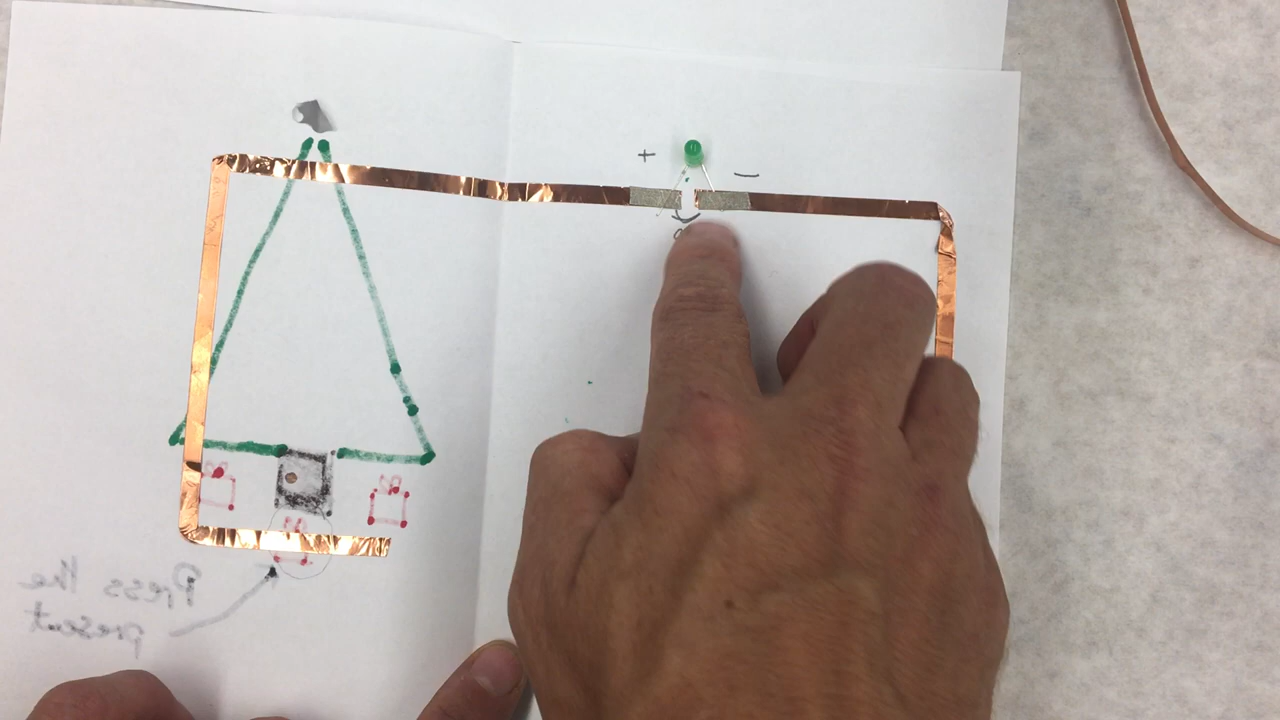 +
–
Press the
present